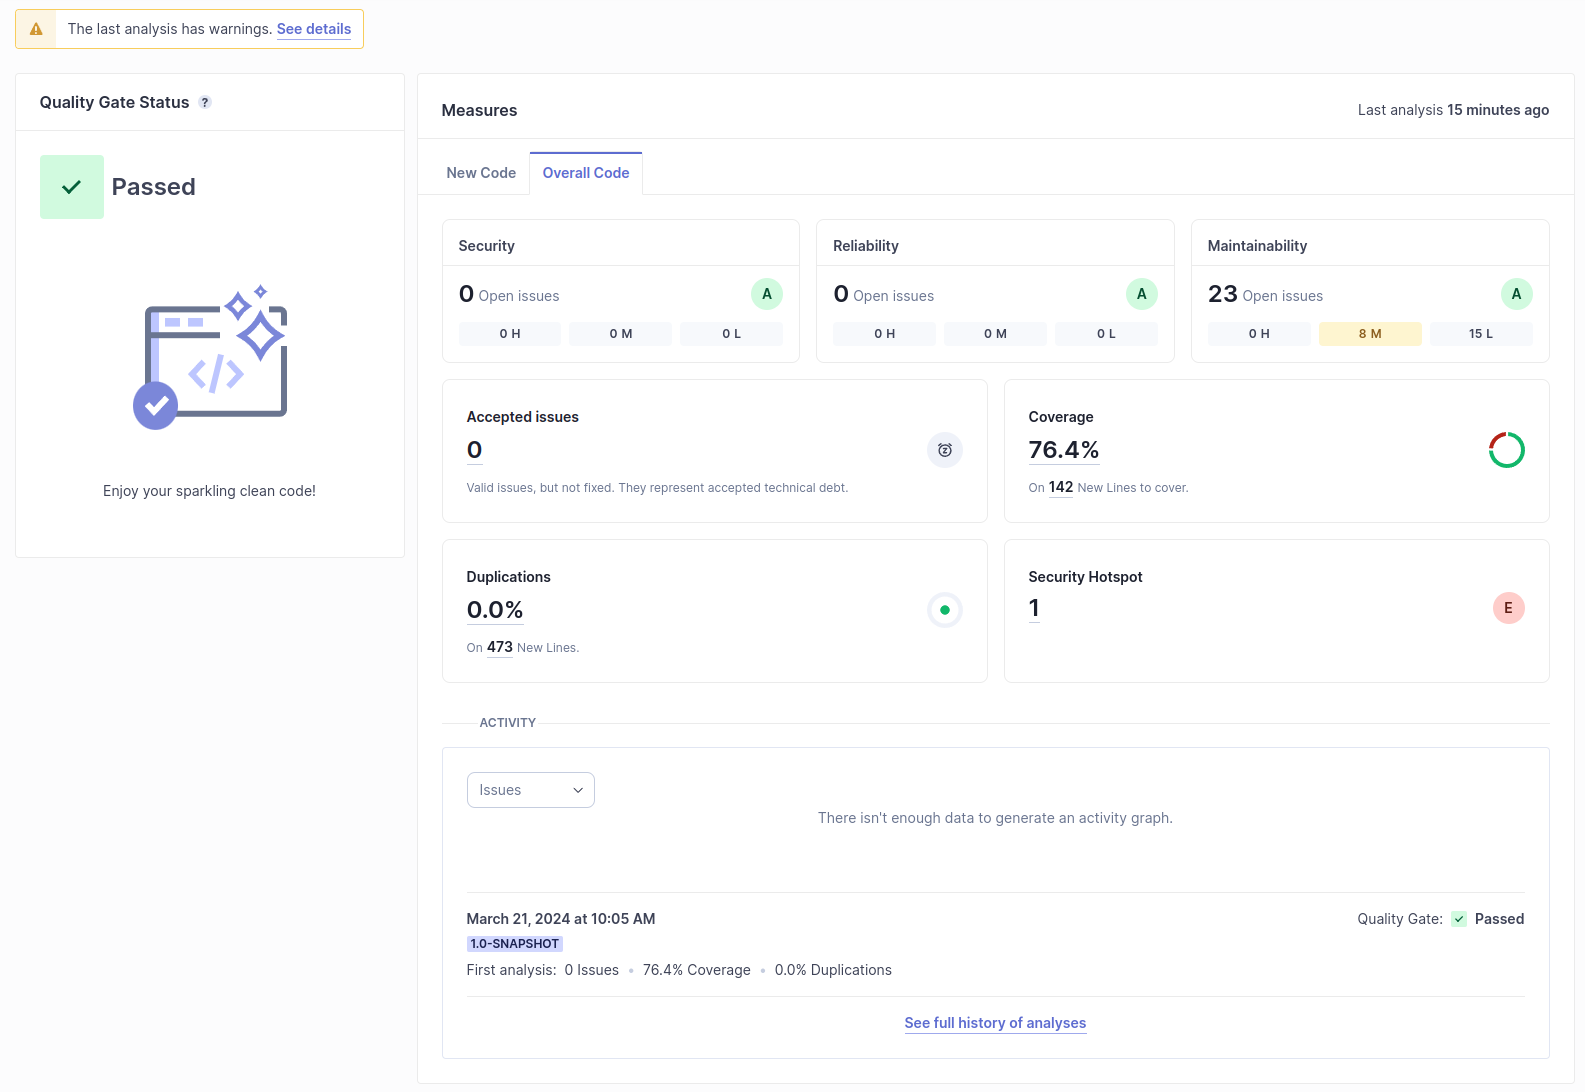 The last analysis has warnings. See details
Quality Gate Status ?
Passed
Enjoy your sparkling clean code!
Measures
Last analysis 15 minutes ago
New Code
Overall Code
Security
0 Open issues
A
0 H
0 M
0 L
Reliability
0 Open issues
A
0 H
0 M
0 L
Maintainability
23 Open issues
A
0 H
8 M
15 L
Accepted issues
0
Valid issues, but not fixed. They represent accepted technical debt.
Coverage
76.4%
On 142 New Lines to cover.
Duplications
0.0%
On 473 New Lines.
Security Hotspot
1
E
ACTIVITY
Issues
There isn't enough data to generate an activity graph.
March 21, 2024 at 10:05 AM
Quality Gate: Passed
1.0-SNAPSHOT
First analysis: 0 Issues • 76.4% Coverage • 0.0% Duplications
See full history of analyses